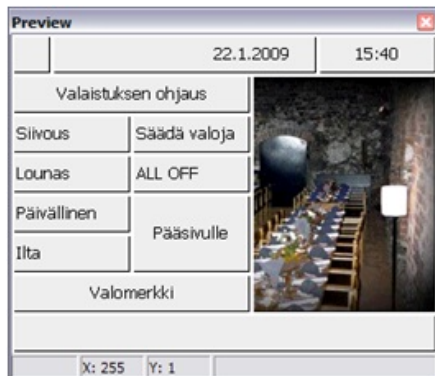 Preview
22.1.2009 15:40
Valaistuksen ohjaus
Siivous Säädä valoja
Lounas ALL OFF
Päivällinen
Pääsivulle
Ilta
Valomerkki
X: 255 Y: 1